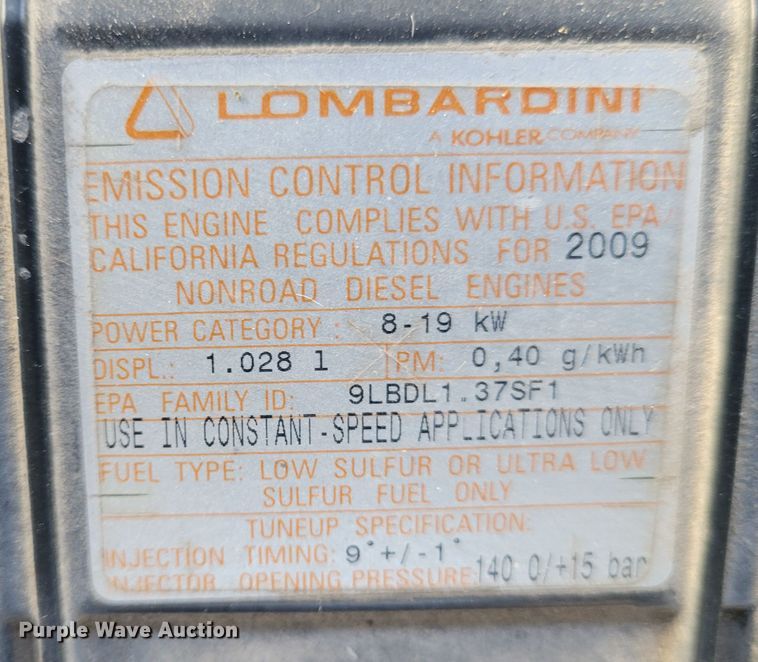 LOMBARDINI
A KOHLER COMPANY
EMISSION CONTROL INFORMATION
THIS ENGINE COMPLIES WITH U.S. EPA/
CALIFORNIA REGULATIONS FOR 2009
NONROAD DIESEL ENGINES
POWER CATEGORY: 8-19 kW
DISPL.: 1.028 l PM: 0,40 g/kWh
EPA FAMILY ID: 9LBDL1.37SF1
USE IN CONSTANT-SPEED APPLICATIONS ONLY
FUEL TYPE: LOW SULFUR OR ULTRA LOW
SULFUR FUEL ONLY
TUNEUP SPECIFICATION:
INJECTION TIMING: 9°+/-1°
INJECTOR OPENING PRESSURE: 140 0/+15 bar
Purple Wave Auction